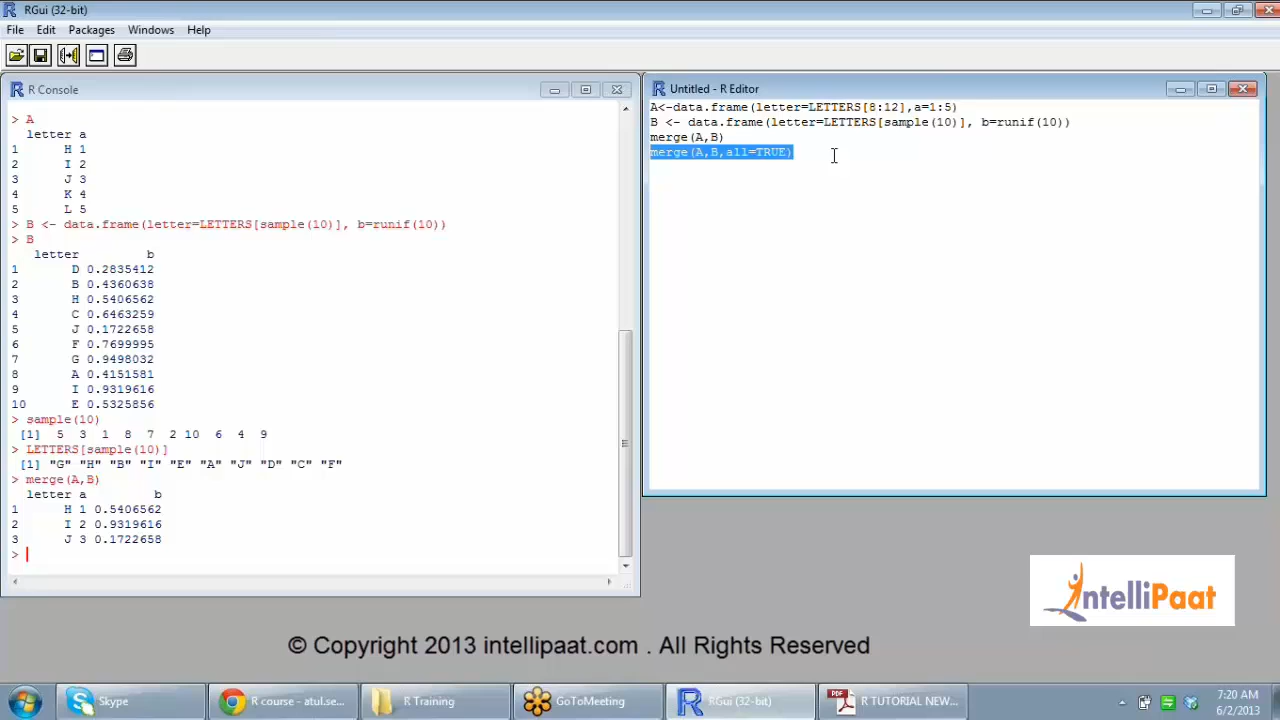 RGui (32-bit)
File Edit Packages Windows Help
R Console
> A
letter a
1 H 1
2 I 2
3 J 3
4 K 4
5 L 5
> B <- data.frame(letter=LETTERS[sample(10)], b=runif(10))
> B
letter b
1 D 0.2835412
2 B 0.4360638
3 H 0.5406562
4 C 0.6463259
5 J 0.1722658
6 F 0.7699995
7 G 0.9498032
8 A 0.4151581
9 I 0.9319616
10 E 0.5325856
> sample(10)
[1] 5 3 1 8 7 2 10 6 4 9
> LETTERS[sample(10)]
[1] "G" "H" "B" "I" "E" "A" "J" "D" "C" "F"
> merge(A,B)
letter a b
1 H 1 0.5406562
2 I 2 0.9319616
3 J 3 0.1722658
>
Untitled - R Editor
A<-data.frame(letter=LETTERS[8:12],a=1:5)
B <- data.frame(letter=LETTERS[sample(10)], b=runif(10))
merge(A,B)
merge(A,B,all=TRUE)
IntelliPaat
© Copyright 2013 intellipaat.com . All Rights Reserved
Skype
R course - atul.se...
R Training
GoToMeeting
RGui (32-bit)
R TUTORIAL NEW...
7:20 AM
6/2/2013